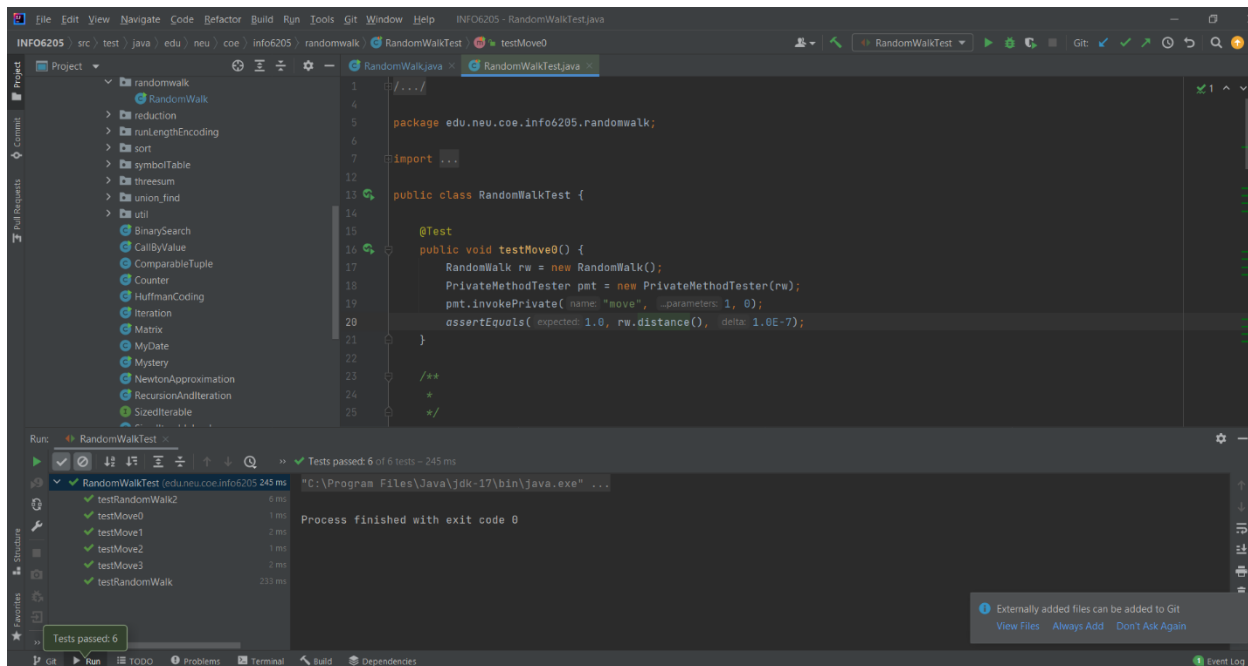 File Edit View Navigate Code Refactor Build Run Tools Git Window Help INFO6205 - RandomWalkTest.java
INFO6205 〉 src 〉 test 〉 java 〉 edu 〉 neu 〉 coe 〉 info6205 〉 randomwalk 〉 RandomWalkTest 〉 testMove0
RandomWalkTest
Git:
Project
RandomWalk.java
RandomWalkTest.java
Project
Commit
Pull Requests
randomwalk
RandomWalk
reduction
runLengthEncoding
sort
symbolTable
threesum
union_find
util
BinarySearch
CallByValue
ComparableTuple
Counter
HuffmanCoding
Iteration
Matrix
MyDate
Mystery
NewtonApproximation
RecursionAndIteration
SizedIterable
1 /.../
4
5 package edu.neu.coe.info6205.randomwalk;
6
7 import ...
12
13 public class RandomWalkTest {
14
15 @Test
16 public void testMove0() {
17 RandomWalk rw = new RandomWalk();
18 PrivateMethodTester pmt = new PrivateMethodTester(rw);
19 pmt.invokePrivate( name: "move", ...parameters: 1, 0);
20 assertEquals( expected: 1.0, rw.distance(), delta: 1.0E-7);
21 }
22
23 /**
24 *
25 */
1
Run: RandomWalkTest
Tests passed: 6 of 6 tests – 245 ms
RandomWalkTest (edu.neu.coe.info6205 245 ms
testRandomWalk2 6 ms
testMove0 1 ms
testMove1 2 ms
testMove2 1 ms
testMove3 2 ms
testRandomWalk 233 ms
"C:\Program Files\Java\jdk-17\bin\java.exe" ...
Process finished with exit code 0
Structure
Favorites
Externally added files can be added to Git
View Files Always Add Don't Ask Again
Tests passed: 6
Git Run TODO Problems Terminal Build Dependencies
1 Event Log